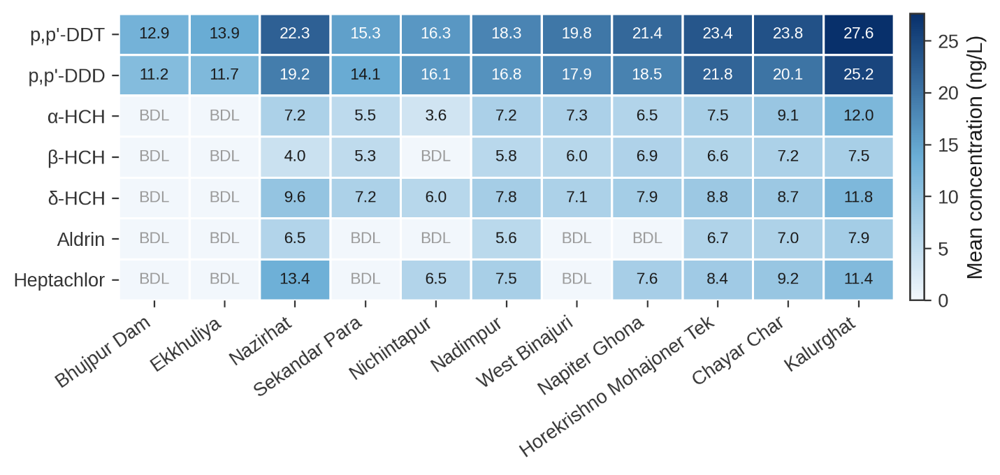 p,p'-DDT 12.9 13.9 22.3 15.3 16.3 18.3 19.8 21.4 23.4 23.8 27.6
p,p'-DDD 11.2 11.7 19.2 14.1 16.1 16.8 17.9 18.5 21.8 20.1 25.2
α-HCH BDL BDL 7.2 5.5 3.6 7.2 7.3 6.5 7.5 9.1 12.0
β-HCH BDL BDL 4.0 5.3 BDL 5.8 6.0 6.9 6.6 7.2 7.5
δ-HCH BDL BDL 9.6 7.2 6.0 7.8 7.1 7.9 8.8 8.7 11.8
Aldrin BDL BDL 6.5 BDL BDL 5.6 BDL BDL 6.7 7.0 7.9
Heptachlor BDL BDL 13.4 BDL 6.5 7.5 BDL 7.6 8.4 9.2 11.4
Bhujpur Dam
Ekkhuliya
Nazirhat
Sekandar Para
Nichintapur
Nadimpur
West Binajuri
Napiter Ghona
Horekrishno Mohajoner Tek
Chayar Char
Kalurghat
25
20
15
10
5
0
Mean concentration (ng/L)